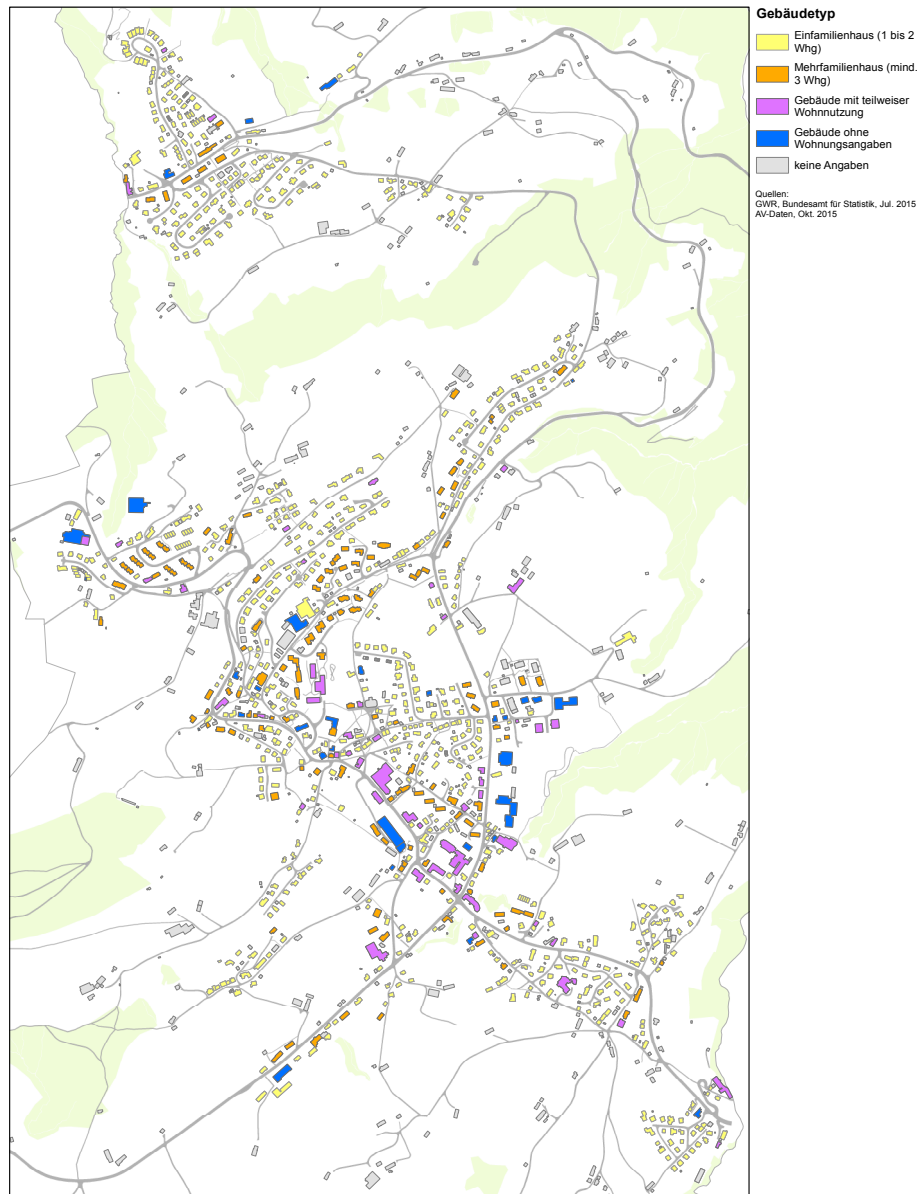 Gebäudetyp
Einfamilienhaus (1 bis 2
Whg)
Mehrfamilienhaus (mind.
3 Whg)
Gebäude mit teilweiser
Wohnnutzung
Gebäude ohne
Wohnungsangaben
keine Angaben
Quellen:
GWR, Bundesamt für Statistik, Jul. 2015
AV-Daten, Okt. 2015